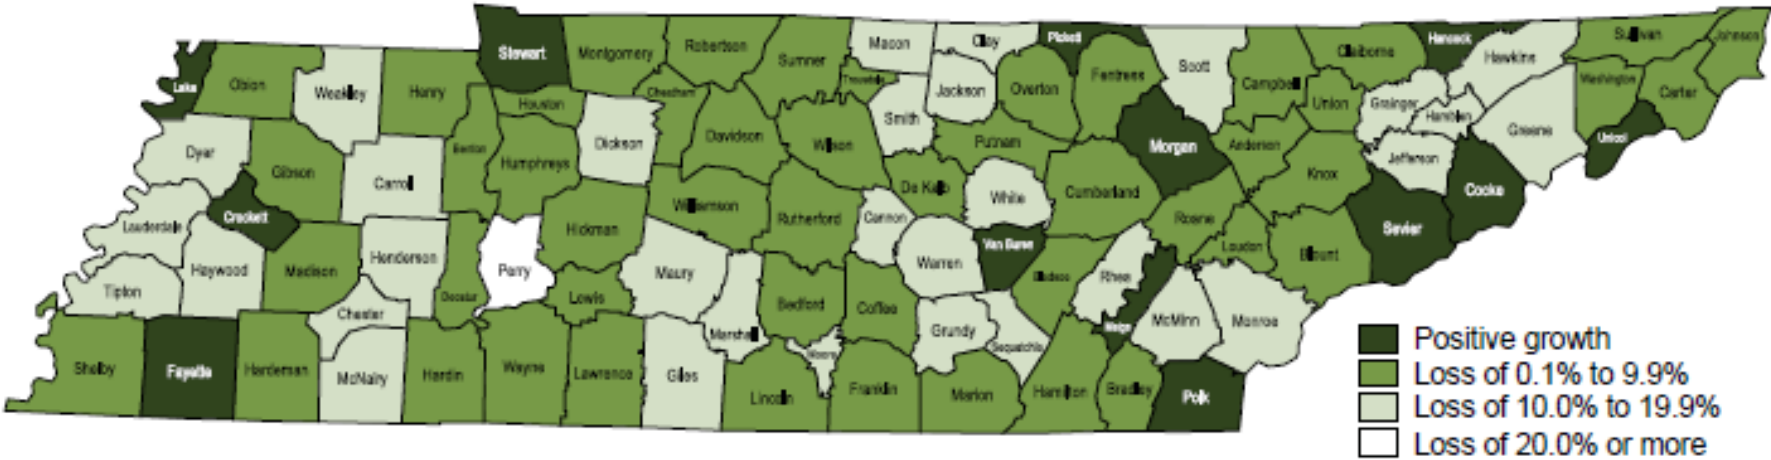 Stewart
Montgomery
Robertson
Sumner
Macon
Clay
Pickett
Scott
Claiborne
Hancock
Hawkins
Sullivan
Johnson
Lake
Obion
Weakley
Henry
Houston
Cheatham
Trousdale
Jackson
Overton
Fentress
Campbell
Union
Grainger
Hamblen
Washington
Carter
Greene
Unicoi
Dyer
Gibson
Carroll
Benton
Humphreys
Dickson
Davidson
Wilson
Smith
Putnam
Morgan
Anderson
Knox
Jefferson
Cocke
Lauderdale
Crockett
Haywood
Madison
Henderson
Decatur
Perry
Hickman
Williamson
Rutherford
Cannon
De Kalb
White
Cumberland
Roane
Loudon
Blount
Sevier
Tipton
Chester
Lewis
Maury
Marshall
Bedford
Coffee
Warren
Van Buren
Bledsoe
Rhea
Meigs
McMinn
Monroe
Shelby
Fayette
Hardeman
McNairy
Hardin
Wayne
Lawrence
Giles
Lincoln
Moore
Franklin
Grundy
Sequatchie
Marion
Hamilton
Bradley
Polk
Positive growth
Loss of 0.1% to 9.9%
Loss of 10.0% to 19.9%
Loss of 20.0% or more